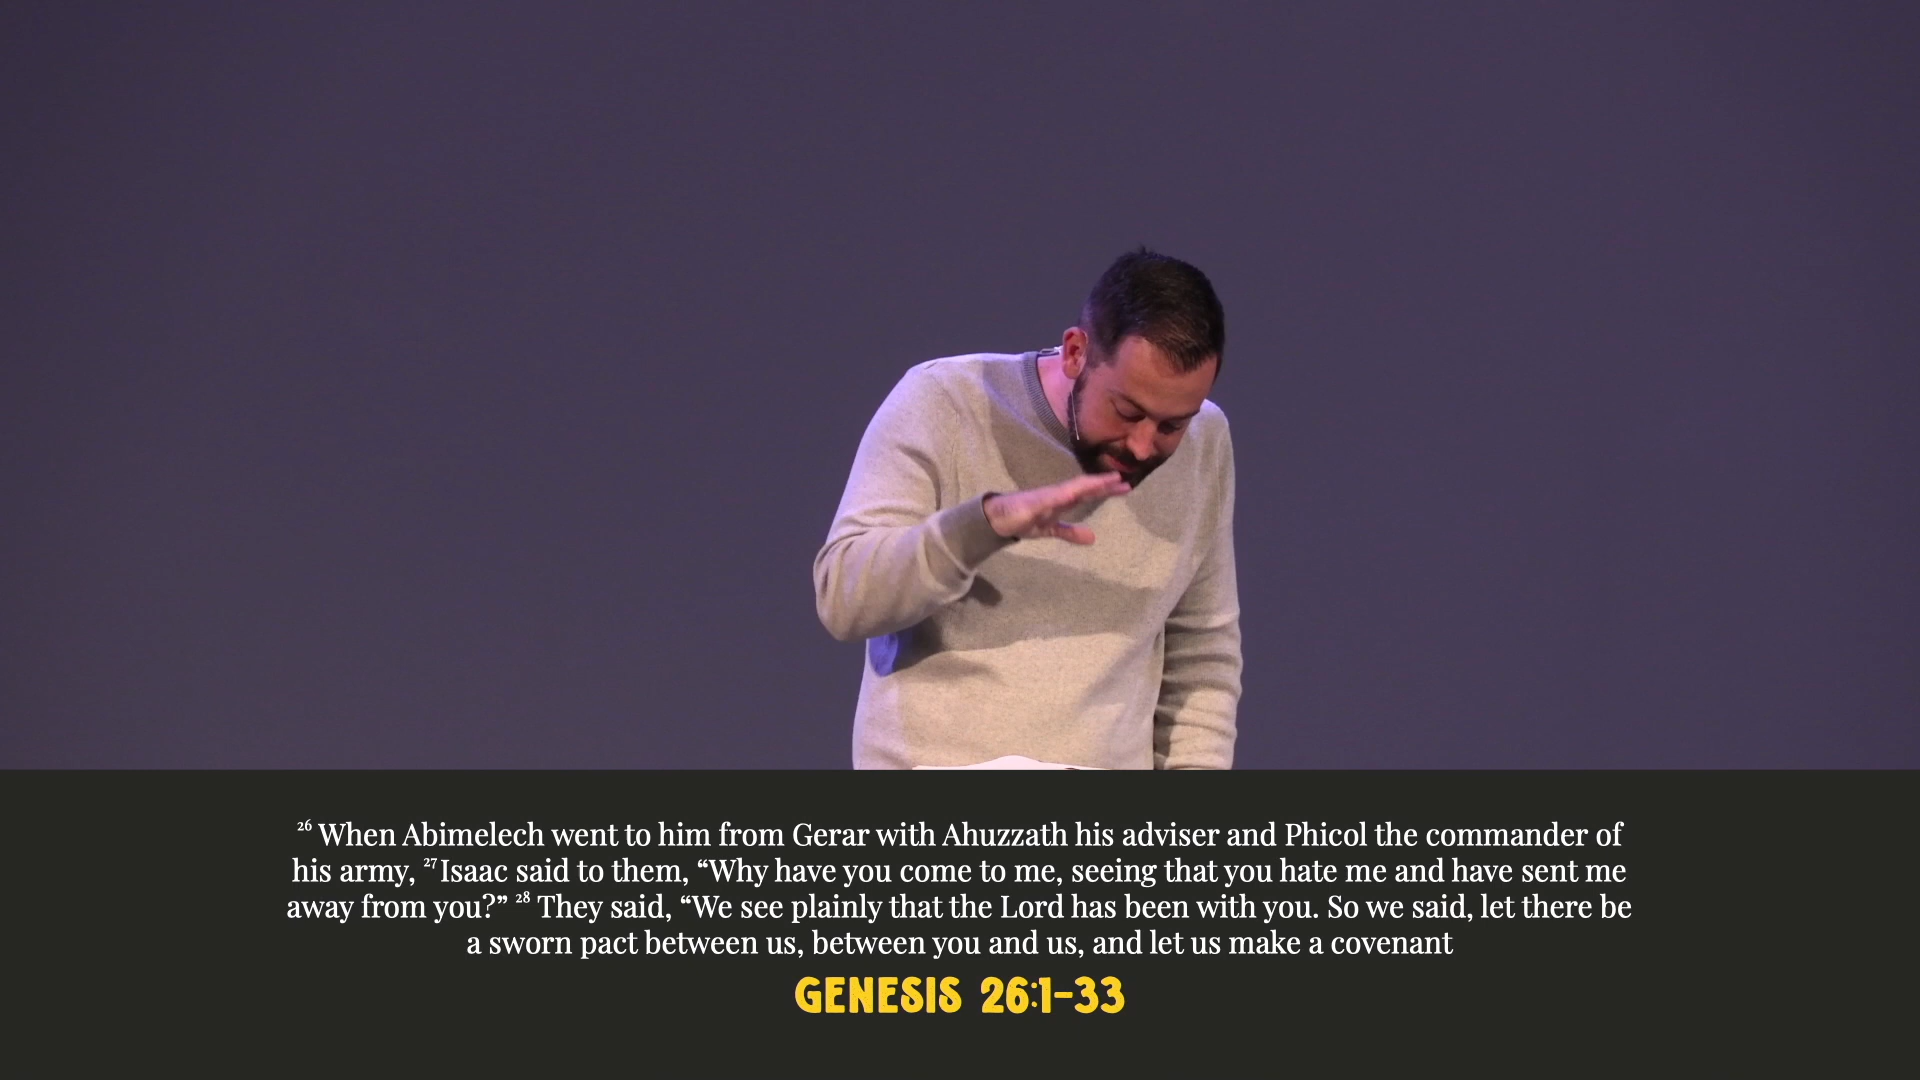 ²⁶ When Abimelech went to him from Gerar with Ahuzzath his adviser and Phicol the commander of
his army, ²⁷ Isaac said to them, “Why have you come to me, seeing that you hate me and have sent me
away from you?” ²⁸ They said, “We see plainly that the Lord has been with you. So we said, let there be
a sworn pact between us, between you and us, and let us make a covenant
GENESIS 26:1-33